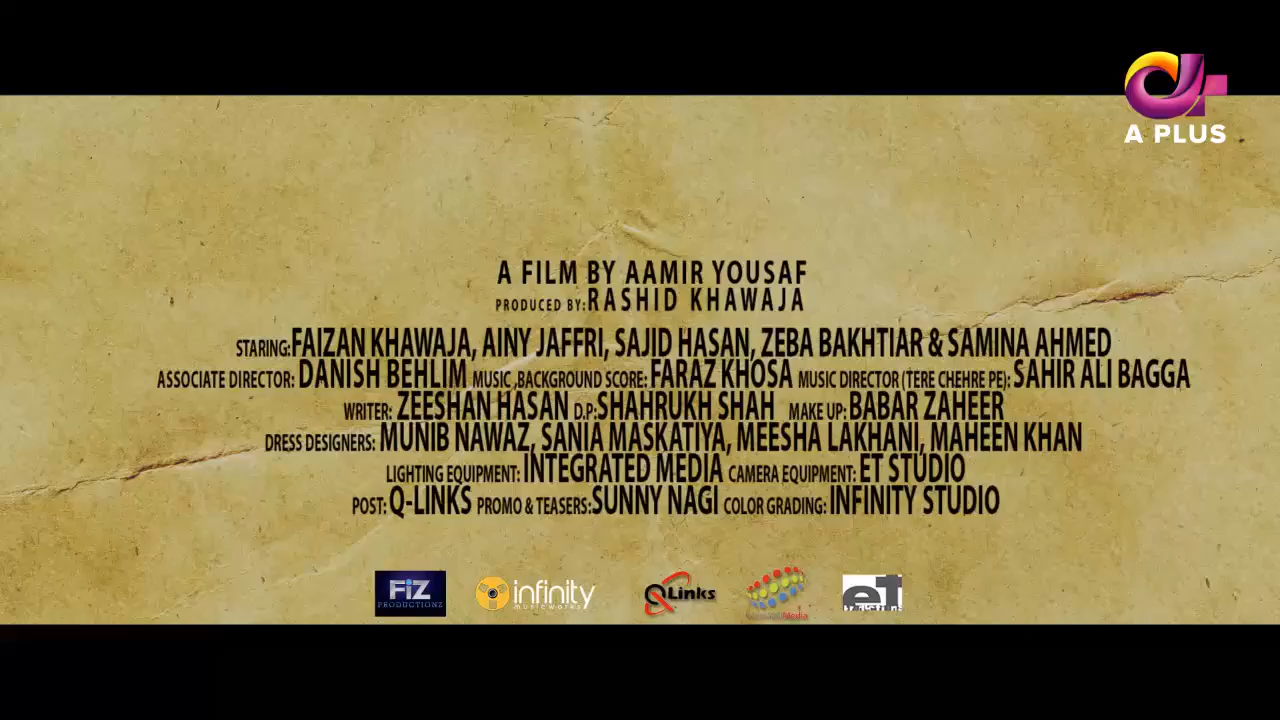 A PLUS
A FILM BY AAMIR YOUSAF
PRODUCED BY:RASHID KHAWAJA
STARING:FAIZAN KHAWAJA, AINY JAFFRI, SAJID HASAN, ZEBA BAKHTIAR & SAMINA AHMED
ASSOCIATE DIRECTOR: DANISH BEHLIM MUSIC ,BACKGROUND SCORE: FARAZ KHOSA MUSIC DIRECTOR (TERE CHEHRE PE): SAHIR ALI BAGGA
WRITER: ZEESHAN HASAN D.P:SHAHRUKH SHAH MAKE UP: BABAR ZAHEER
DRESS DESIGNERS: MUNIB NAWAZ, SANIA MASKATIYA, MEESHA LAKHANI, MAHEEN KHAN
LIGHTING EQUIPMENT: INTEGRATED MEDIA CAMERA EQUIPMENT: ET STUDIO
POST: Q-LINKS PROMO & TEASERS:SUNNY NAGI COLOR GRADING: INFINITY STUDIO
FiZ
PRODUCTIONZ
infinity
musicworks
QLinks
Media
et